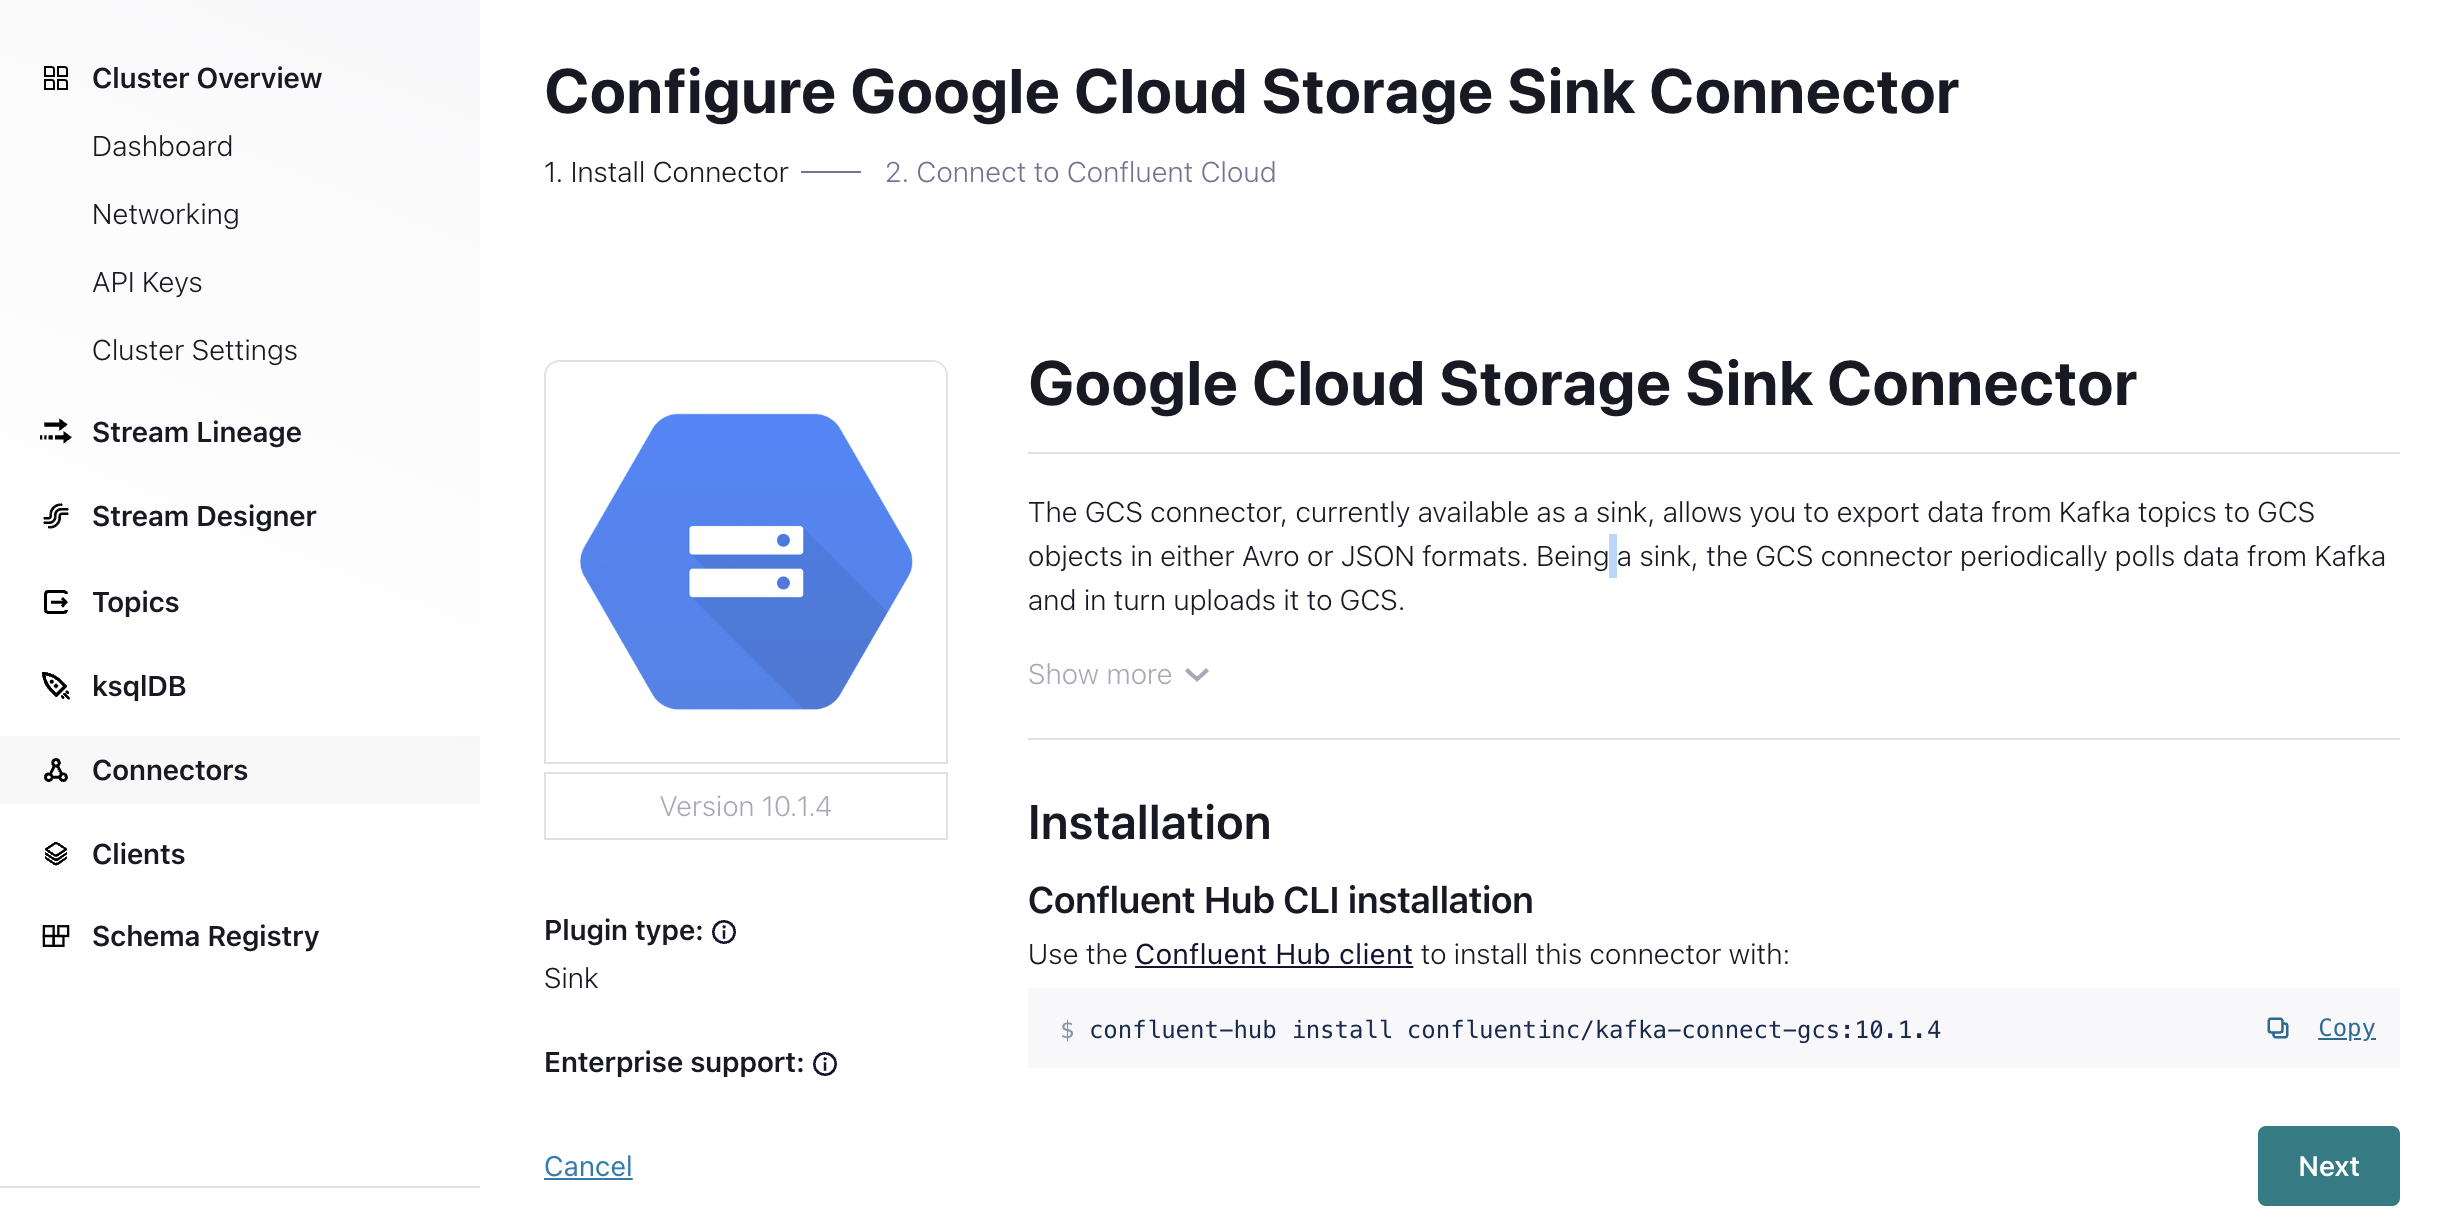 Cluster Overview
Dashboard
Networking
API Keys
Cluster Settings
Stream Lineage
Stream Designer
Topics
ksqlDB
Connectors
Clients
Schema Registry
Configure Google Cloud Storage Sink Connector
1. Install Connector
2. Connect to Confluent Cloud
Version 10.1.4
Plugin type:
Sink
Enterprise support:
Cancel
Google Cloud Storage Sink Connector
The GCS connector, currently available as a sink, allows you to export data from Kafka topics to GCS
objects in either Avro or JSON formats. Being a sink, the GCS connector periodically polls data from Kafka
and in turn uploads it to GCS.
Show more
Installation
Confluent Hub CLI installation
Use the Confluent Hub client to install this connector with:
$ confluent-hub install confluentinc/kafka-connect-gcs:10.1.4
Copy
Next